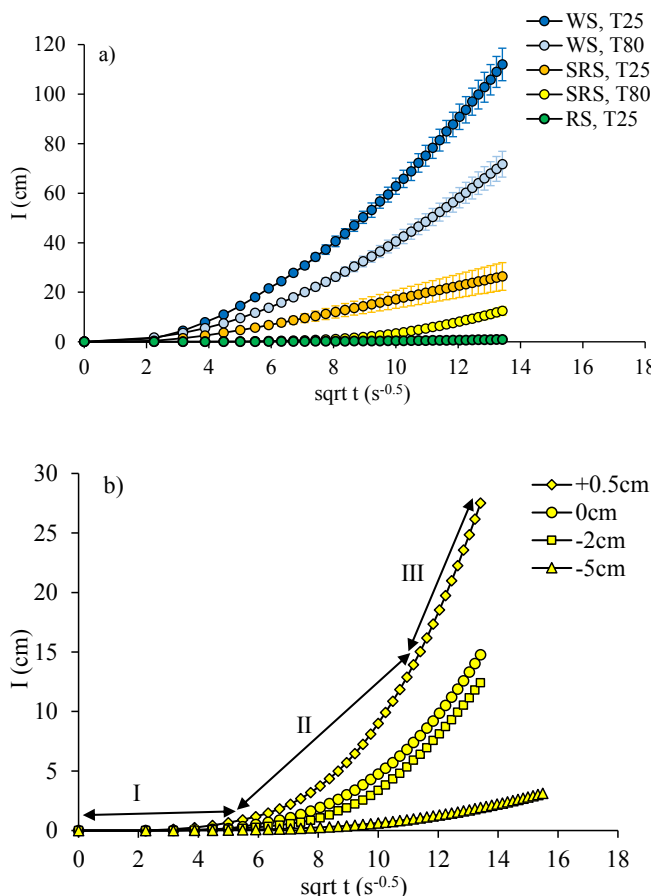 a)
WS, T25
WS, T80
SRS, T25
SRS, T80
RS, T25
120
100
80
60
40
20
0
I (cm)
0 2 4 6 8 10 12 14 16 18
sqrt t (s-0.5)
b)
+0.5cm
0cm
-2cm
-5cm
30
25
20
15
10
5
0
I (cm)
I
II
III
0 2 4 6 8 10 12 14 16 18
sqrt t (s-0.5)